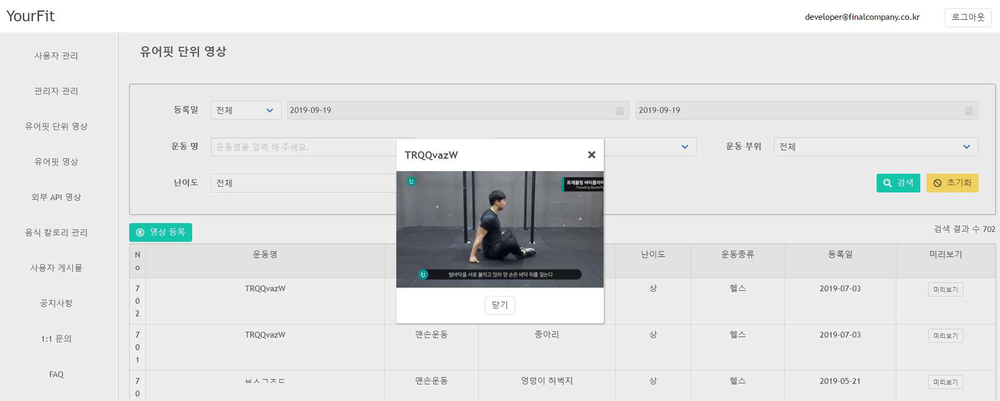 YourFit
developer@finalcompany.co.kr
로그아웃
사용자 관리
관리자 관리
유어핏 단위 영상
유어핏 영상
외부 API 영상
음식 칼로리 관리
사용자 게시물
공지사항
1:1 문의
FAQ
유어핏 단위 영상
등록일 전체 2019-09-19 2019-09-19
운동 명 운동명을 입력 해 주세요. 운동 부위 전체
난이도 전체 검색 초기화
TRQQvazW
트레블링 버터플라이
Travelling Butterfly
발바닥을 서로 붙이고 앉아 양 손은 바닥 뒤를 짚는다
닫기
영상 등록 검색 결과 수 702
No 운동명 난이도 운동종류 등록일 미리보기
702 TRQQvazW 상 헬스 2019-07-03 미리보기
701 TRQQvazW 맨손운동 종아리 상 헬스 2019-07-03 미리보기
70 ㅂㅅㄱㅈㄷ 맨손운동 엉덩이 허벅지 상 헬스 2019-05-21 미리보기